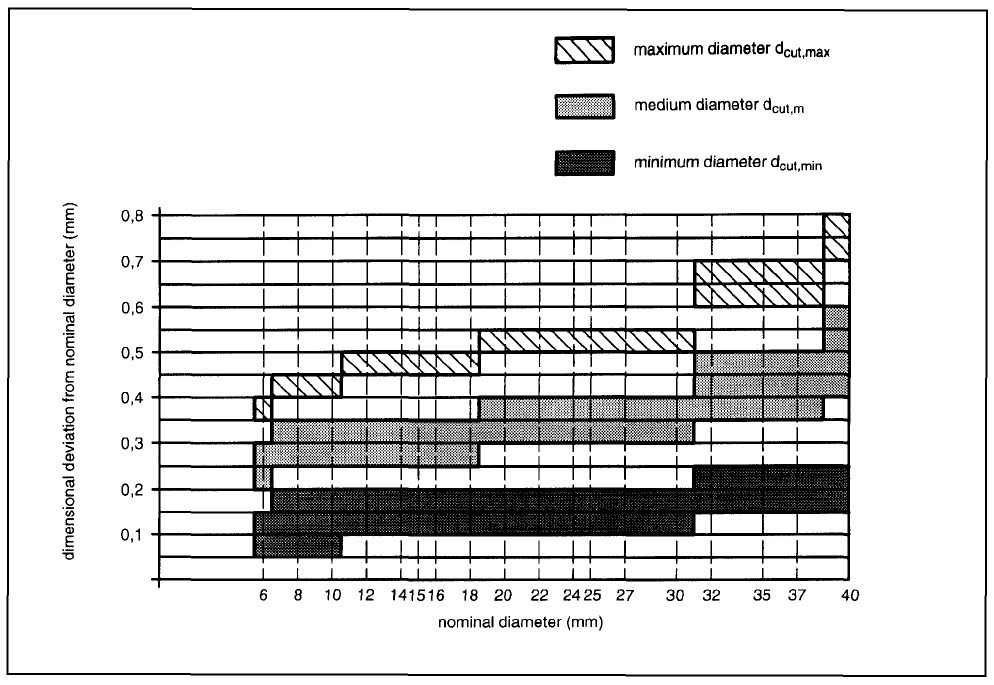 maximum diameter dcut,max
medium diameter dcut,m
minimum diameter dcut,min
dimensional deviation from nominal diameter (mm)
0,8
0,7
0,6
0,5
0,4
0,3
0,2
0,1
6 8 10 12 14 15 16 18 20 22 24 25 27 30 32 35 37 40
nominal diameter (mm)